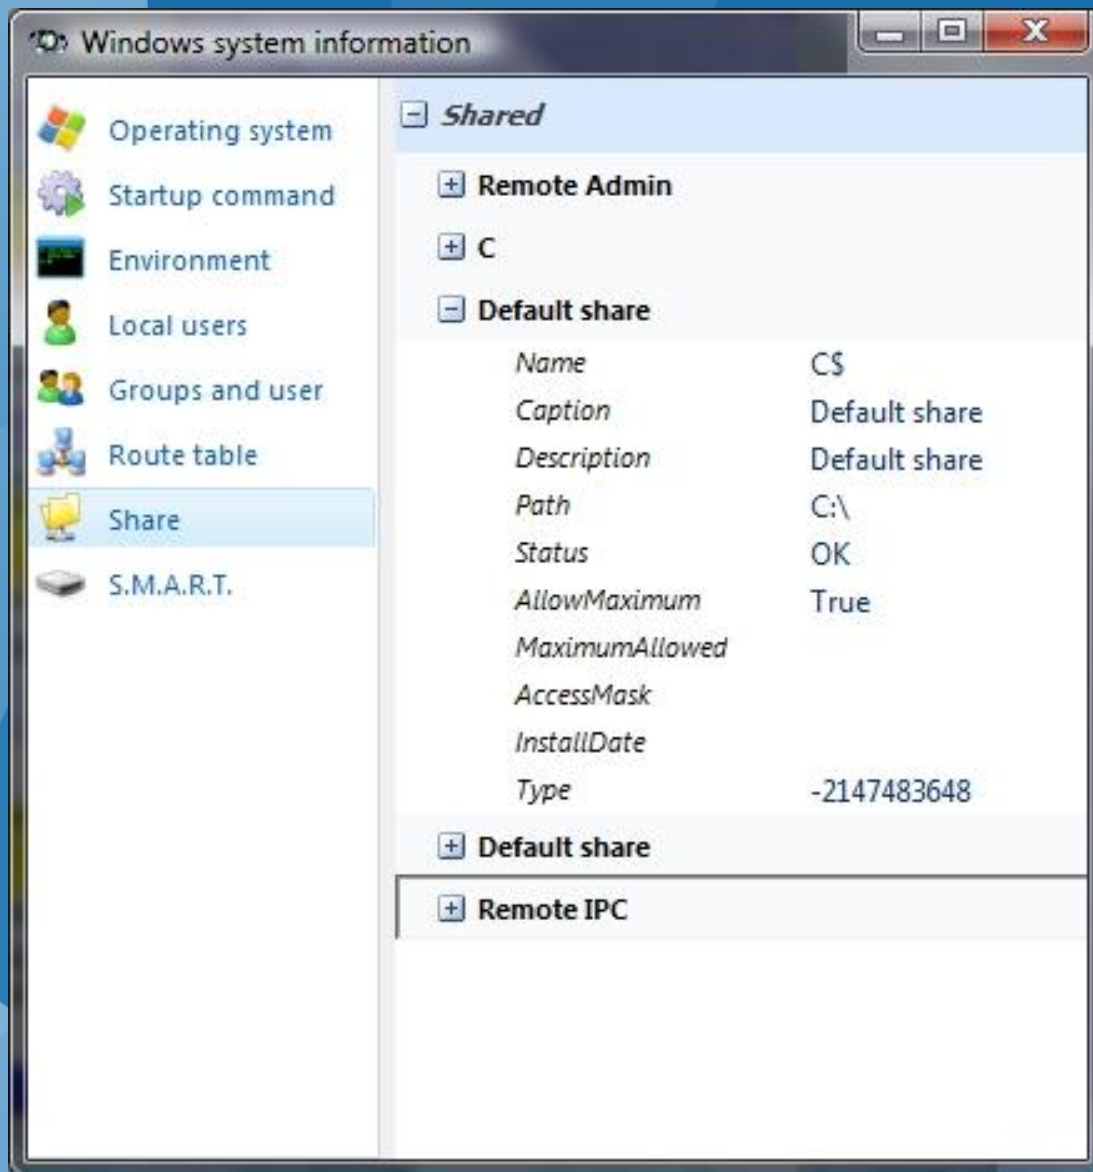 Windows system information
Operating system
Startup command
Environment
Local users
Groups and user
Route table
Share
S.M.A.R.T.
Shared
Remote Admin
C
Default share
Name C$
Caption Default share
Description Default share
Path C:\
Status OK
AllowMaximum True
MaximumAllowed
AccessMask
InstallDate
Type -2147483648
Default share
Remote IPC